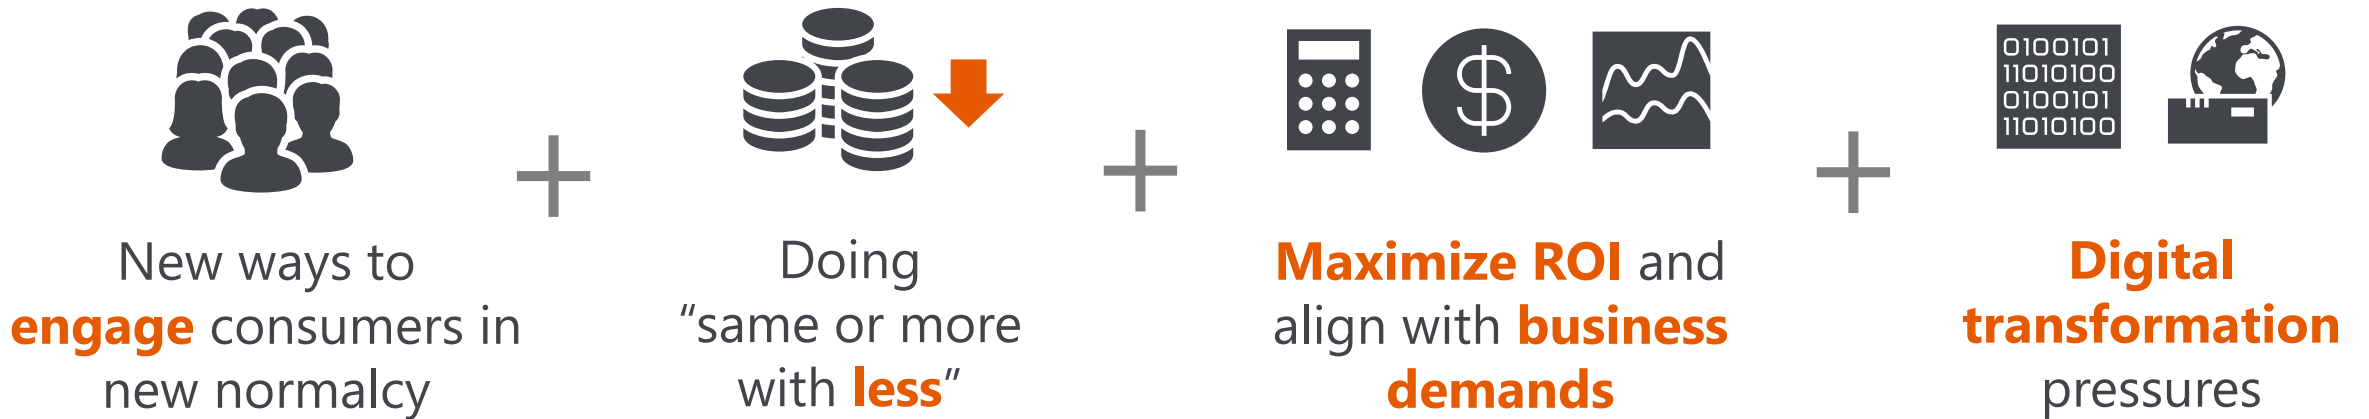 0100101
11010100
0100101
11010100
New ways to
engage consumers in
new normalcy
Doing
“same or more
with less”
Maximize ROI and
align with business
demands
Digital
transformation
pressures